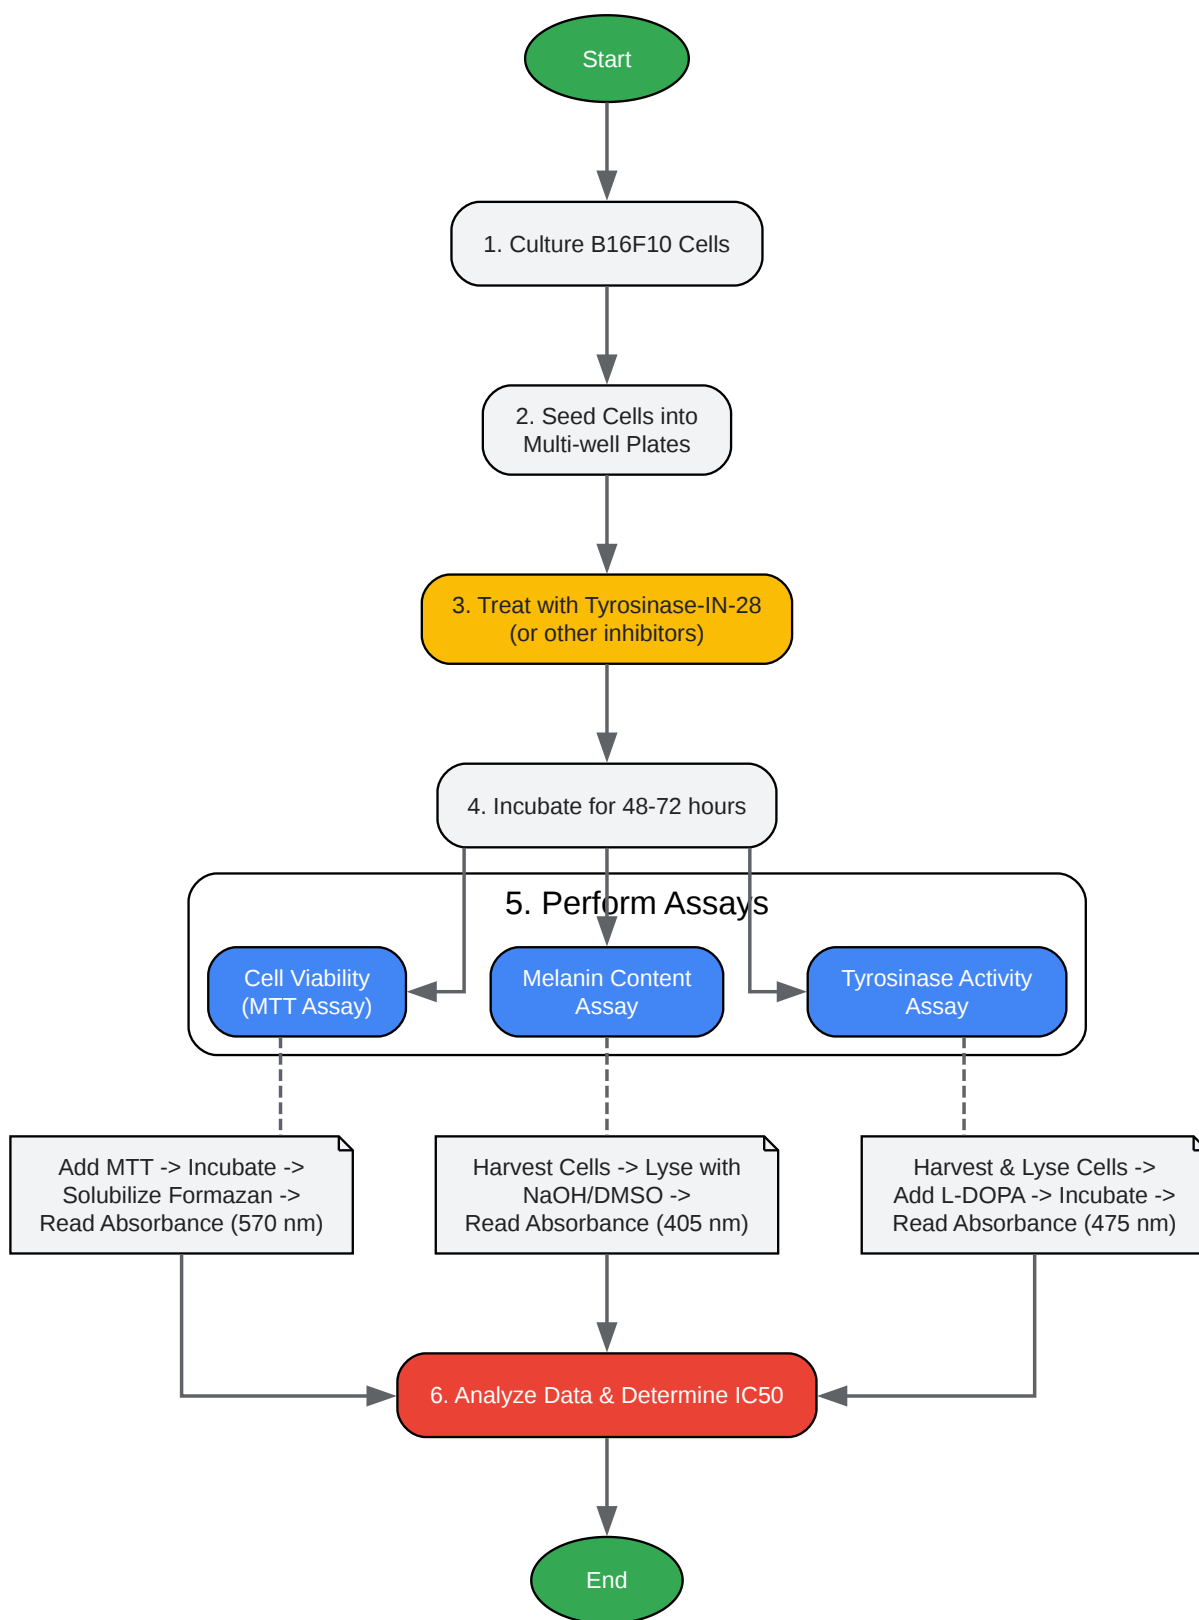 Start
1. Culture B16F10 Cells
2. Seed Cells into
Multi-well Plates
3. Treat with Tyrosinase-IN-28
(or other inhibitors)
4. Incubate for 48-72 hours
5. Perform Assays
Cell Viability
(MTT Assay)
Melanin Content
Assay
Tyrosinase Activity
Assay
Add MTT -> Incubate ->
Solubilize Formazan ->
Read Absorbance (570 nm)
Harvest Cells -> Lyse with
NaOH/DMSO ->
Read Absorbance (405 nm)
Harvest & Lyse Cells ->
Add L-DOPA -> Incubate ->
Read Absorbance (475 nm)
6. Analyze Data & Determine IC50
End